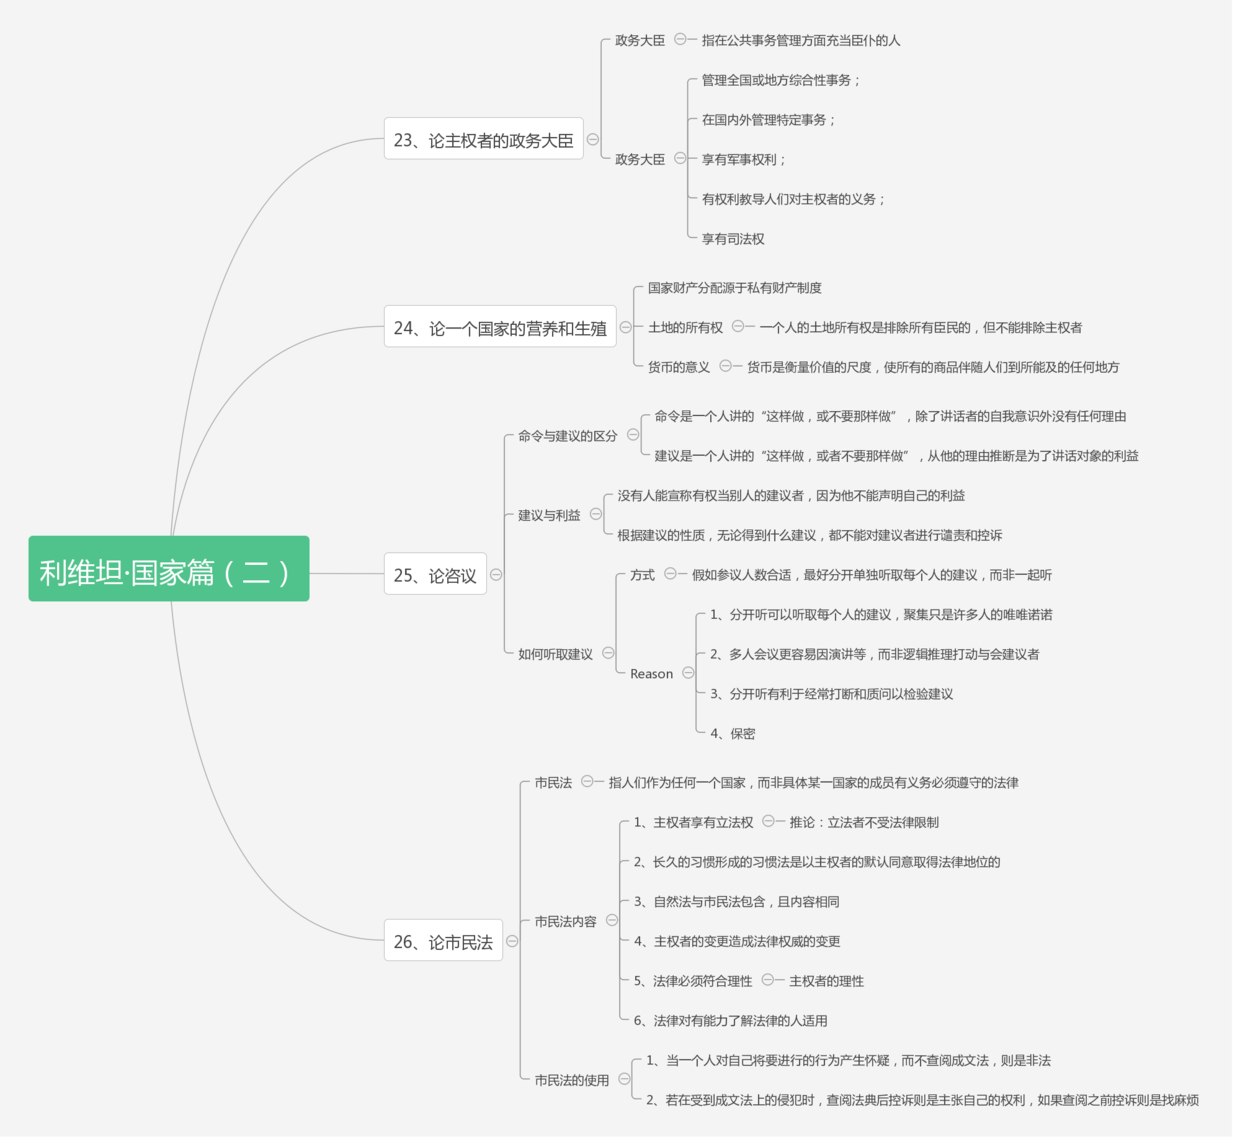 利维坦·国家篇（二）
23、论主权者的政务大臣
政务大臣
指在公共事务管理方面充当臣仆的人
政务大臣
管理全国或地方综合性事务；
在国内外管理特定事务；
享有军事权利；
有权利教导人们对主权者的义务；
享有司法权
24、论一个国家的营养和生殖
国家财产分配源于私有财产制度
土地的所有权
一个人的土地所有权是排除所有臣民的，但不能排除主权者
货币的意义
货币是衡量价值的尺度，使所有的商品伴随人们到所能及的任何地方
25、论咨议
命令与建议的区分
命令是一个人讲的“这样做，或不要那样做”，除了讲话者的自我意识外没有任何理由
建议是一个人讲的“这样做，或者不要那样做”，从他的理由推断是为了讲话对象的利益
建议与利益
没有人能宣称有权当别人的建议者，因为他不能声明自己的利益
根据建议的性质，无论得到什么建议，都不能对建议者进行谴责和控诉
如何听取建议
方式
假如参议人数合适，最好分开单独听取每个人的建议，而非一起听
Reason
1、分开听可以听取每个人的建议，聚集只是许多人的唯唯诺诺
2、多人会议更容易因演讲等，而非逻辑推理打动与会建议者
3、分开听有利于经常打断和质问以检验建议
4、保密
26、论市民法
市民法
指人们作为任何一个国家，而非具体某一国家的成员有义务必须遵守的法律
市民法内容
1、主权者享有立法权
推论：立法者不受法律限制
2、长久的习惯形成的习惯法是以主权者的默认同意取得法律地位的
3、自然法与市民法包含，且内容相同
4、主权者的变更造成法律权威的变更
5、法律必须符合理性
主权者的理性
6、法律对有能力了解法律的人适用
市民法的使用
1、当一个人对自己将要进行的行为产生怀疑，而不查阅成文法，则是非法
2、若在受到成文法上的侵犯时，查阅法典后控诉则是主张自己的权利，如果查阅之前控诉则是找麻烦